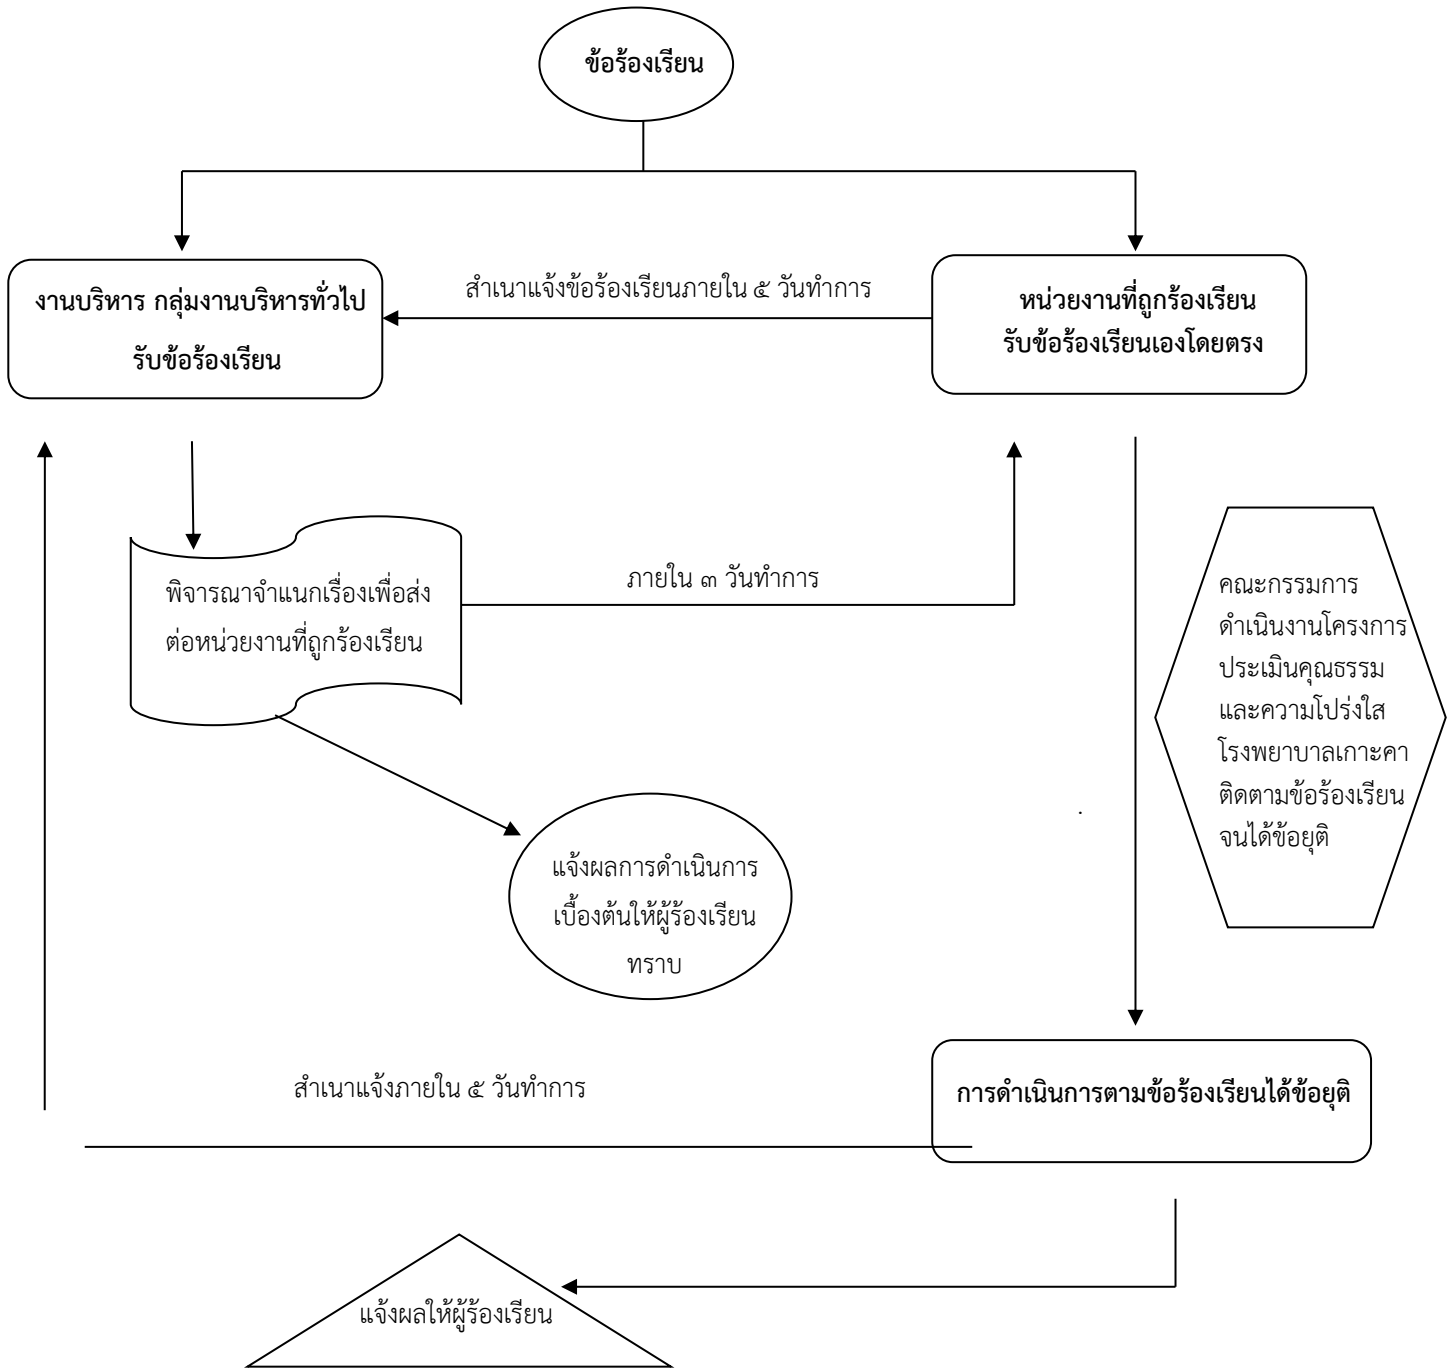 ข้อร้องเรียน
สำเนาแจ้งข้อร้องเรียนภายใน ๕ วันทำการ
งานบริหาร กลุ่มงานบริหารทั่วไป
รับข้อร้องเรียน
หน่วยงานที่ถูกร้องเรียน
รับข้อร้องเรียนเองโดยตรง
พิจารณาจำแนกเรื่องเพื่อส่ง
ต่อหน่วยงานที่ถูกร้องเรียน
ภายใน ๓ วันทำการ
คณะกรรมการ
ดำเนินงานโครงการ
ประเมินคุณธรรม
และความโปร่งใส
โรงพยาบาลเกาะคา
ติดตามข้อร้องเรียน
จนได้ข้อยุติ
แจ้งผลการดำเนินการ
เบื้องต้นให้ผู้ร้องเรียน
ทราบ
สำเนาแจ้งภายใน ๕ วันทำการ
การดำเนินการตามข้อร้องเรียนได้ข้อยุติ
แจ้งผลให้ผู้ร้องเรียน